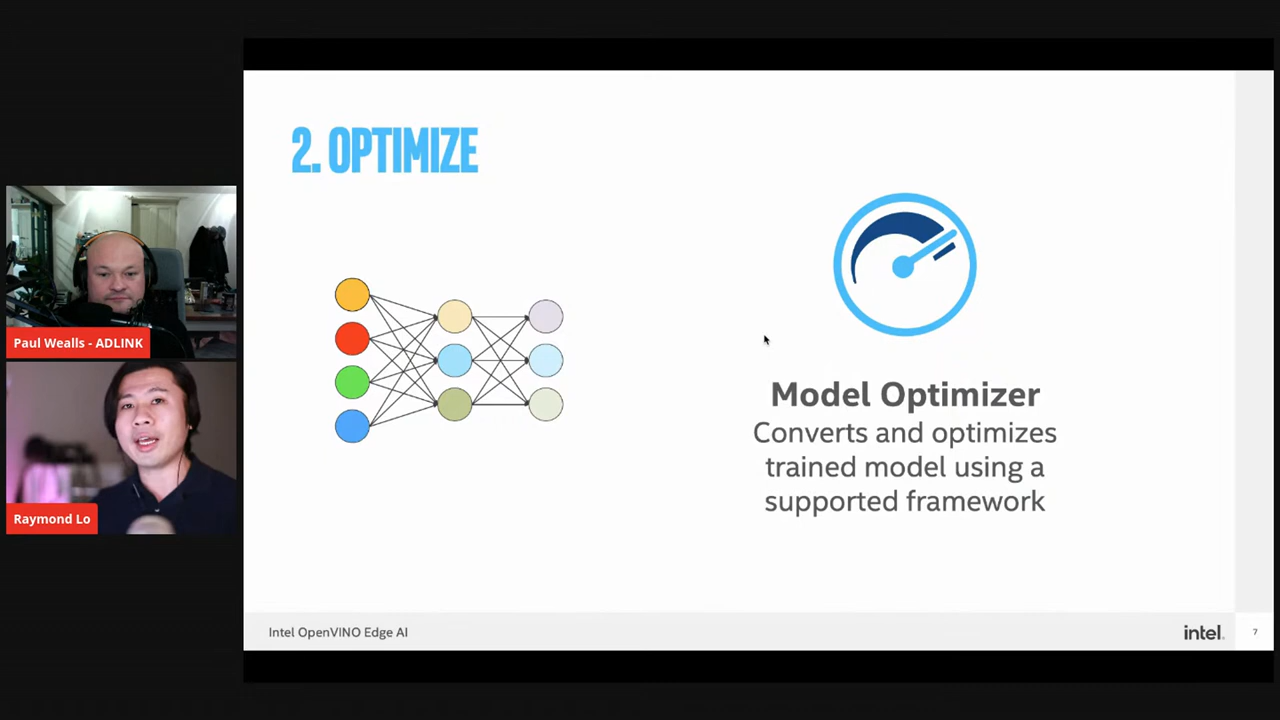 2. OPTIMIZE
Paul Wealls - ADLINK
Raymond Lo
Model Optimizer
Converts and optimizes
trained model using a
supported framework
Intel OpenVINO Edge AI
intel.
7